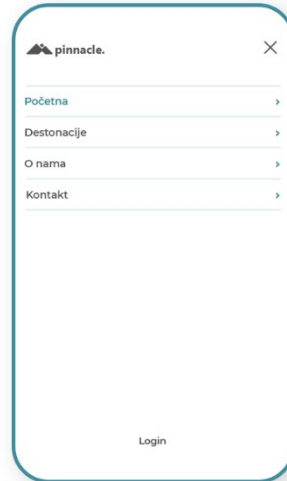 pinnacle.
Početna
Destonacije
O nama
Kontakt
Login